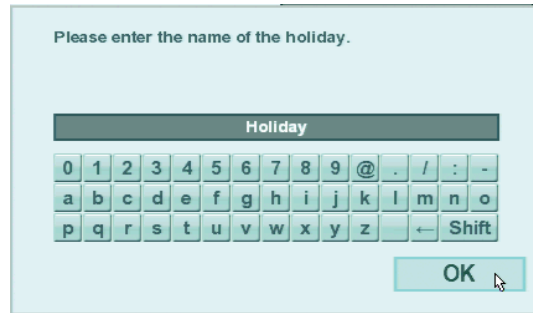 Please enter the name of the holiday.
Holiday
0 1 2 3 4 5 6 7 8 9 @ . / : -
a b c d e f g h i j k l m n o
p q r s t u v w x y z ← Shift
OK